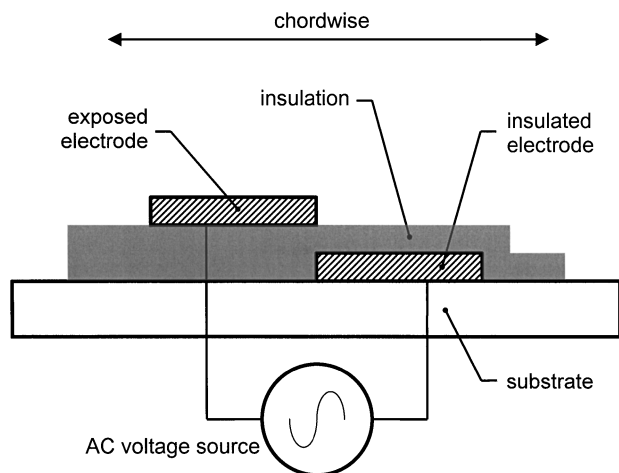 chordwise
exposed
electrode
insulation
insulated
electrode
substrate
AC voltage source